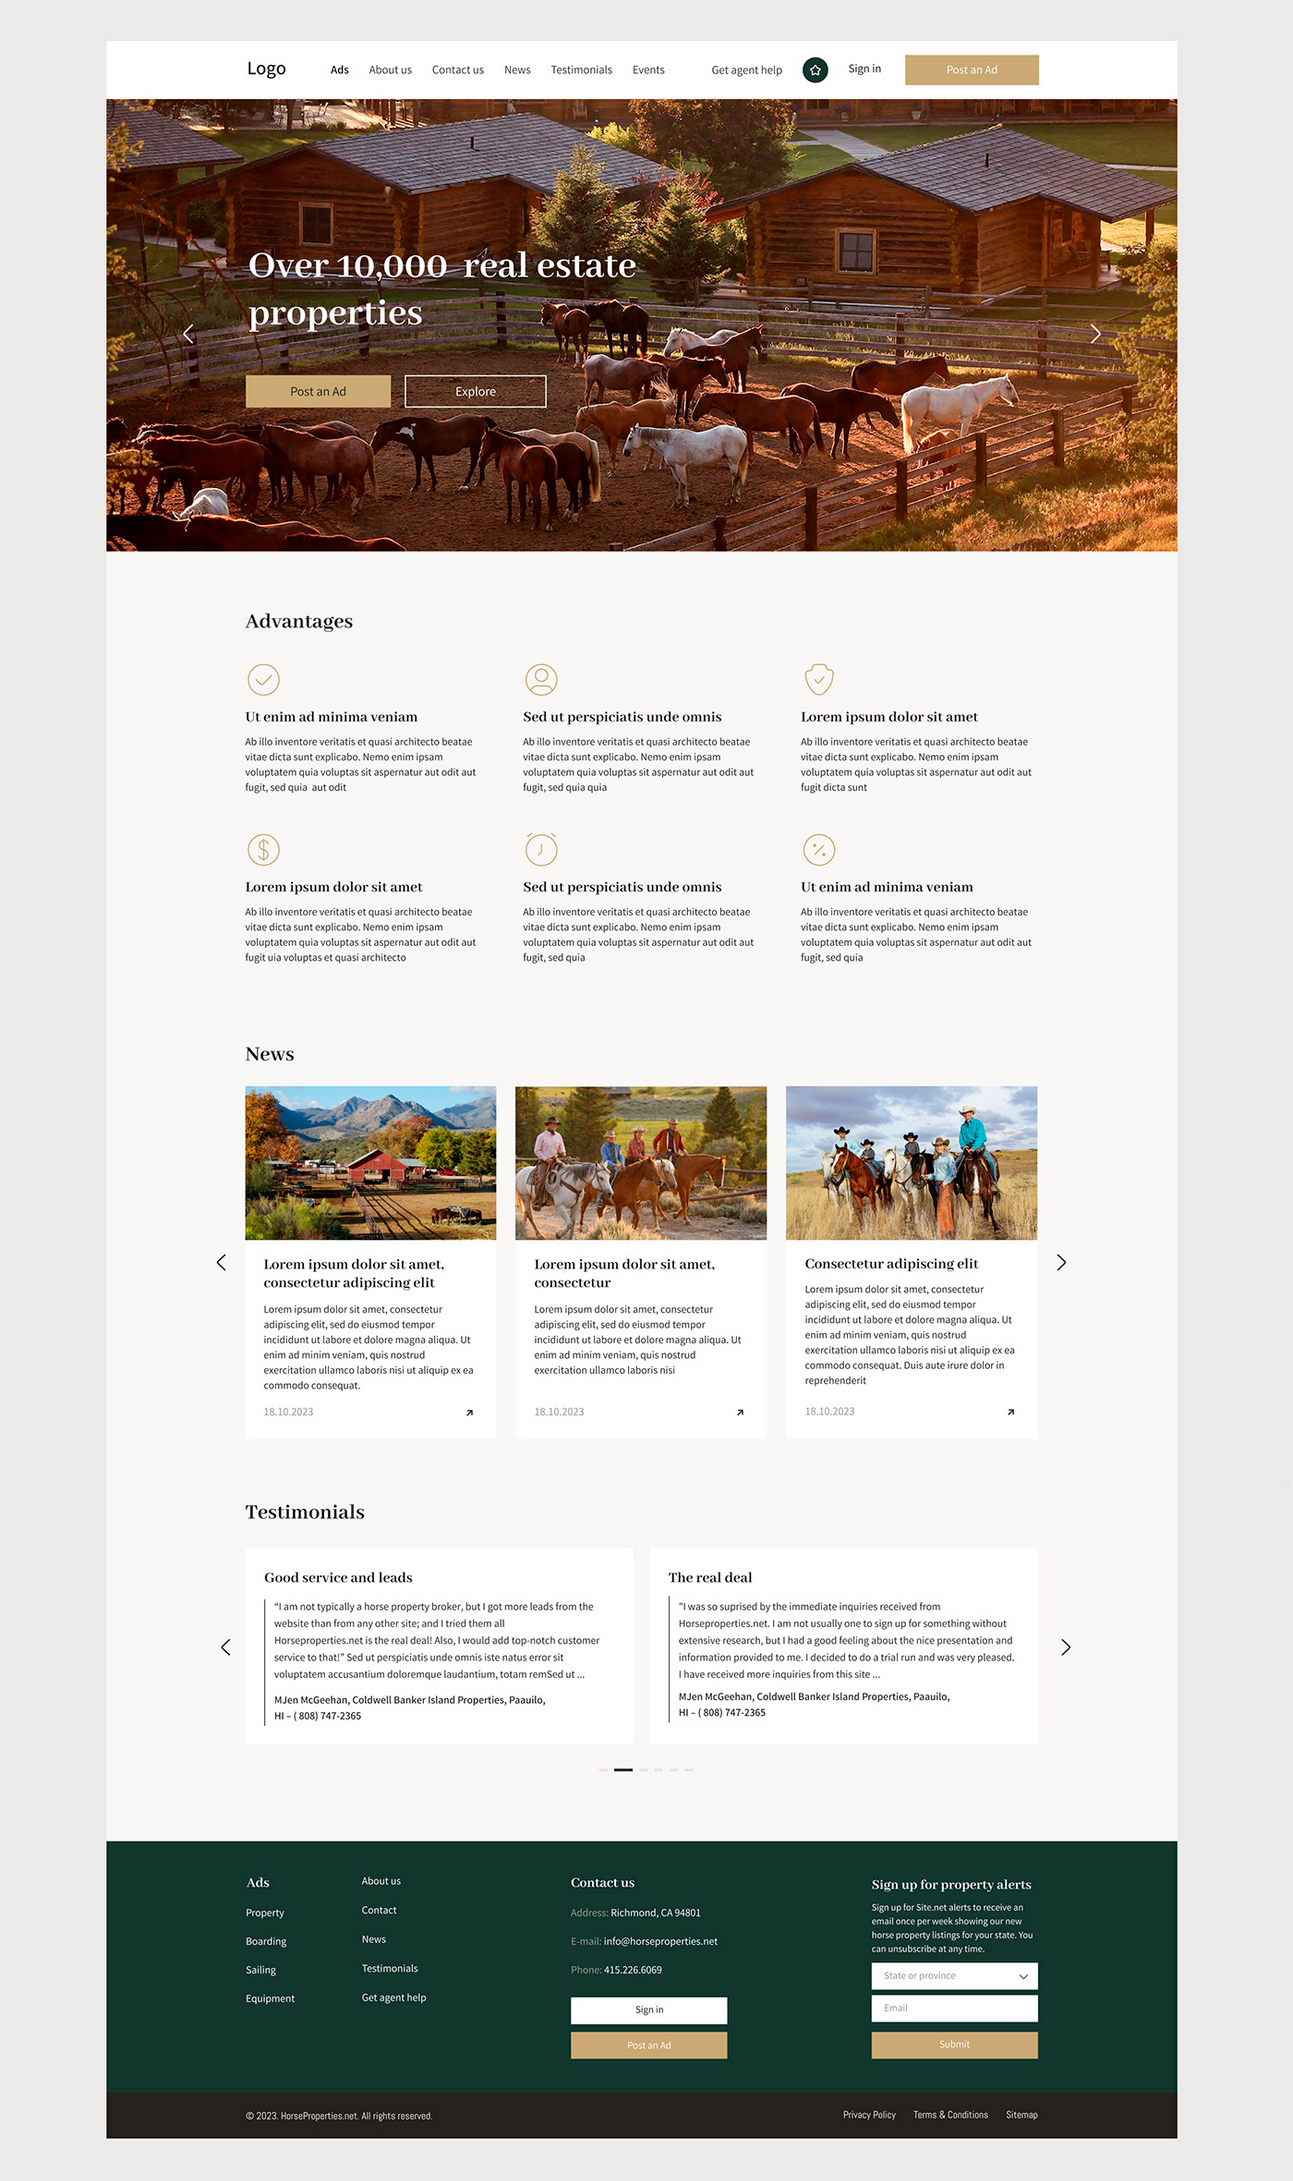 Logo
Ads About us Contact us News Testimonials Events Get agent help Sign in Post an Ad
Over 10,000 real estate
properties
Post an Ad Explore
Advantages
Ut enim ad minima veniam
Ab illo inventore veritatis et quasi architecto beatae
vitae dicta sunt explicabo. Nemo enim ipsam
voluptatem quia voluptas sit aspernatur aut odit aut
fugit, sed quia aut odit
Sed ut perspiciatis unde omnis
Ab illo inventore veritatis et quasi architecto beatae
vitae dicta sunt explicabo. Nemo enim ipsam
voluptatem quia voluptas sit aspernatur aut odit aut
fugit, sed quia quia
Lorem ipsum dolor sit amet
Ab illo inventore veritatis et quasi architecto beatae
vitae dicta sunt explicabo. Nemo enim ipsam
voluptatem quia voluptas sit aspernatur aut odit aut
fugit dicta sunt
Lorem ipsum dolor sit amet
Ab illo inventore veritatis et quasi architecto beatae
vitae dicta sunt explicabo. Nemo enim ipsam
voluptatem quia voluptas sit aspernatur aut odit aut
fugit uia voluptas et quasi architecto
Sed ut perspiciatis unde omnis
Ab illo inventore veritatis et quasi architecto beatae
vitae dicta sunt explicabo. Nemo enim ipsam
voluptatem quia voluptas sit aspernatur aut odit aut
fugit, sed quia
Ut enim ad minima veniam
Ab illo inventore veritatis et quasi architecto beatae
vitae dicta sunt explicabo. Nemo enim ipsam
voluptatem quia voluptas sit aspernatur aut odit aut
fugit, sed quia
News
Lorem ipsum dolor sit amet,
consectetur adipiscing elit
Lorem ipsum dolor sit amet, consectetur
adipiscing elit, sed do eiusmod tempor
incididunt ut labore et dolore magna aliqua. Ut
enim ad minim veniam, quis nostrud
exercitation ullamco laboris nisi ut aliquip ex ea
commodo consequat.
18.10.2023
Lorem ipsum dolor sit amet,
consectetur
Lorem ipsum dolor sit amet, consectetur
adipiscing elit, sed do eiusmod tempor
incididunt ut labore et dolore magna aliqua. Ut
enim ad minim veniam, quis nostrud
exercitation ullamco laboris nisi
18.10.2023
Consectetur adipiscing elit
Lorem ipsum dolor sit amet, consectetur
adipiscing elit, sed do eiusmod tempor
incididunt ut labore et dolore magna aliqua. Ut
enim ad minim veniam, quis nostrud
exercitation ullamco laboris nisi ut aliquip ex ea
commodo consequat. Duis aute irure dolor in
reprehenderit
18.10.2023
Testimonials
Good service and leads
“I am not typically a horse property broker, but I got more leads from the
website than from any other site; and I tried them all
Horseproperties.net is the real deal! Also, I would add top-notch customer
service to that!” Sed ut perspiciatis unde omnis iste natus error sit
voluptatem accusantium doloremque laudantium, totam remSed ut ...
MJen McGeehan, Coldwell Banker Island Properties, Paauilo,
HI – ( 808) 747-2365
The real deal
"I was so suprised by the immediate inquiries received from
Horseproperties.net. I am not usually one to sign up for something without
extensive research, but I had a good feeling about the nice presentation and
information provided to me. I decided to do a trial run and was very pleased.
I have received more inquiries from this site ...
MJen McGeehan, Coldwell Banker Island Properties, Paauilo,
HI – ( 808) 747-2365
Ads
Property
Boarding
Sailing
Equipment
About us
Contact
News
Testimonials
Get agent help
Contact us
Address: Richmond, CA 94801
E-mail: info@horseproperties.net
Phone: 415.226.6069
Sign in
Post an Ad
Sign up for property alerts
Sign up for Site.net alerts to receive an
email once per week showing our new
horse property listings for your state. You
can unsubscribe at any time.
State or province
Email
Submit
© 2023. HorseProperties.net. All rights reserved.
Privacy Policy Terms & Conditions Sitemap